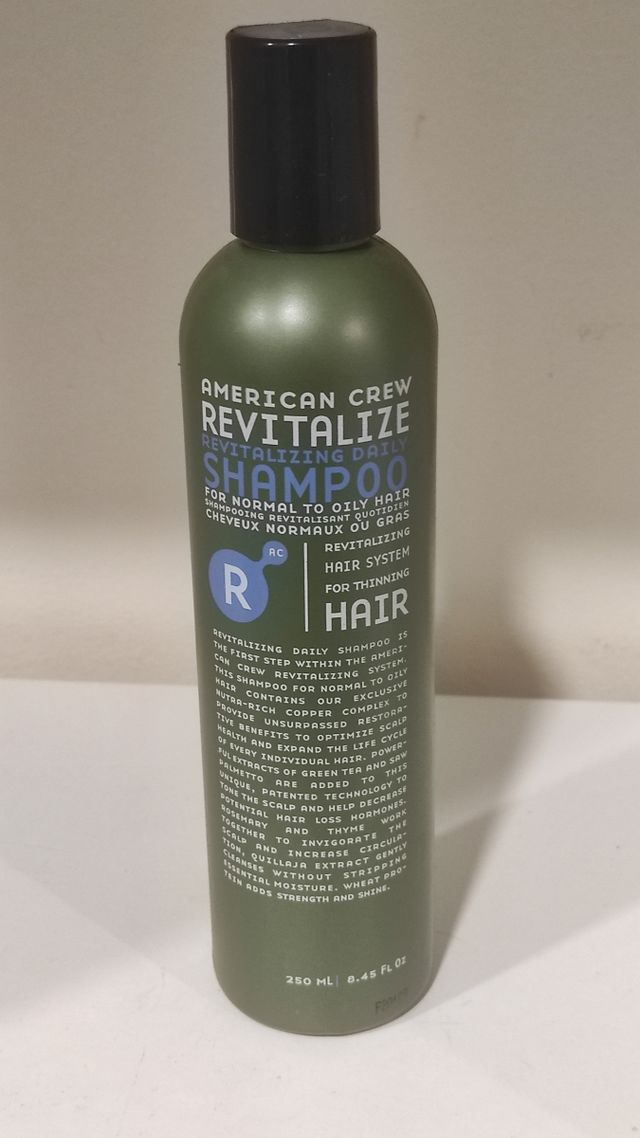 AMERICAN CREW
REVITALIZE
REVITALIZING DAILY
SHAMPOO
FOR NORMAL TO OILY HAIR
SHAMPOOING REVITALISANT QUOTIDIEN
CHEVEUX NORMAUX OU GRAS
R AC
REVITALIZING
HAIR SYSTEM
FOR THINNING
HAIR
REVITALIZING DAILY SHAMPOO IS
THE FIRST STEP WITHIN THE AMERI-
CAN CREW REVITALIZING SYSTEM.
THIS SHAMPOO FOR NORMAL TO OILY
HAIR CONTAINS OUR EXCLUSIVE
NUTRA-RICH COPPER COMPLEX TO
PROVIDE UNSURPASSED RESTORA-
TIVE BENEFITS TO OPTIMIZE SCALP
HEALTH AND EXPAND THE LIFE CYCLE
OF EVERY INDIVIDUAL HAIR. POWER-
FUL EXTRACTS OF GREEN TEA AND SAW
PALMETTO ARE ADDED TO THIS
UNIQUE, PATENTED TECHNOLOGY TO
TONE THE SCALP AND HELP DECREASE
POTENTIAL HAIR LOSS HORMONES.
ROSEMARY AND THYME WORK
TOGETHER TO INVIGORATE THE
SCALP AND INCREASE CIRCULA-
TION. QUILLAJA EXTRACT GENTLY
CLEANSES WITHOUT STRIPPING
ESSENTIAL MOISTURE. WHEAT PRO-
TEIN ADDS STRENGTH AND SHINE.
250 ML | 8.45 FL OZ